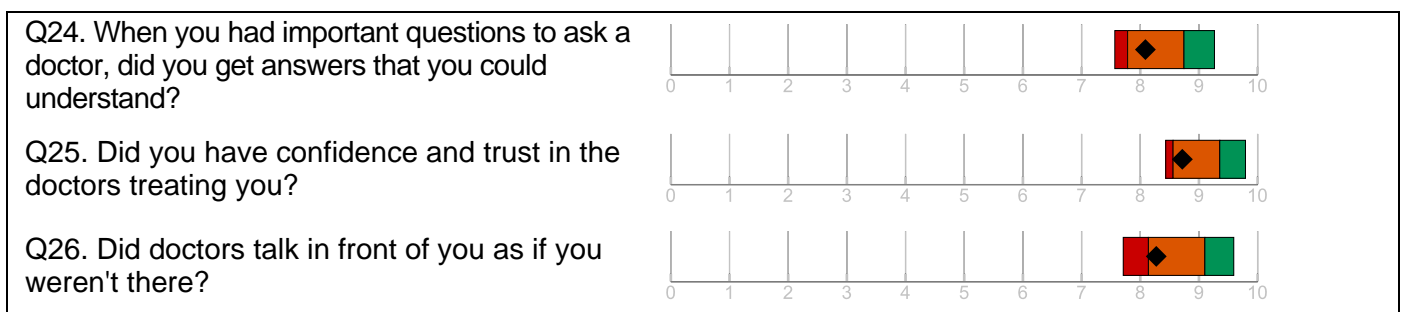 Q24. When you had important questions to ask a
doctor, did you get answers that you could
understand?
0 1 2 3 4 5 6 7 8 9 10
Q25. Did you have confidence and trust in the
doctors treating you?
0 1 2 3 4 5 6 7 8 9 10
Q26. Did doctors talk in front of you as if you
weren't there?
0 1 2 3 4 5 6 7 8 9 10